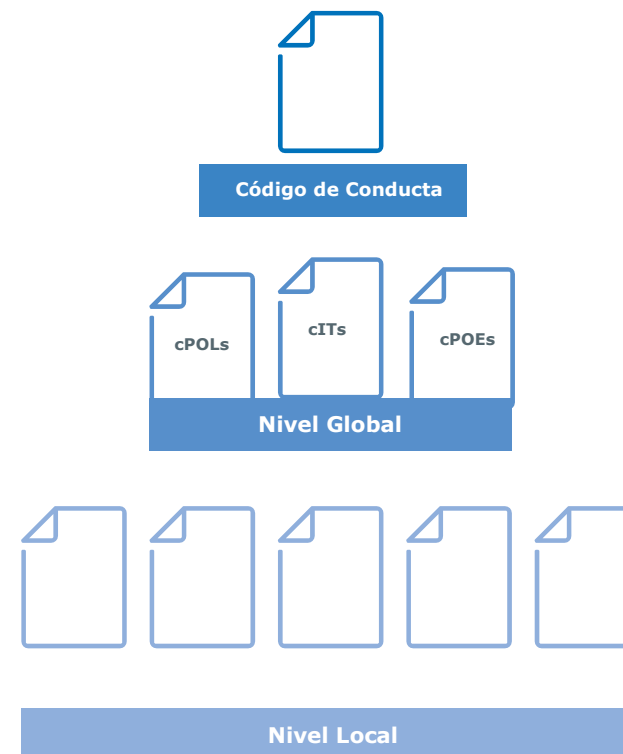 Código de Conducta
cPOLs
cITs
cPOEs
Nivel Global
Nivel Local